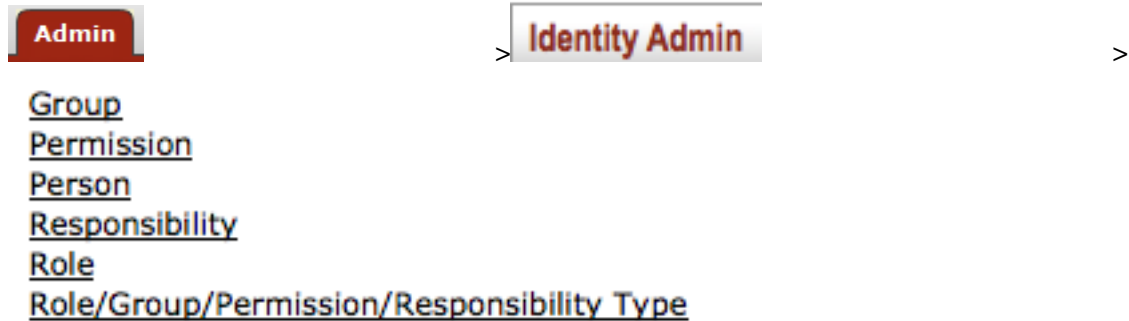 Admin > Identity Admin >
Group
Permission
Person
Responsibility
Role
Role/Group/Permission/Responsibility Type